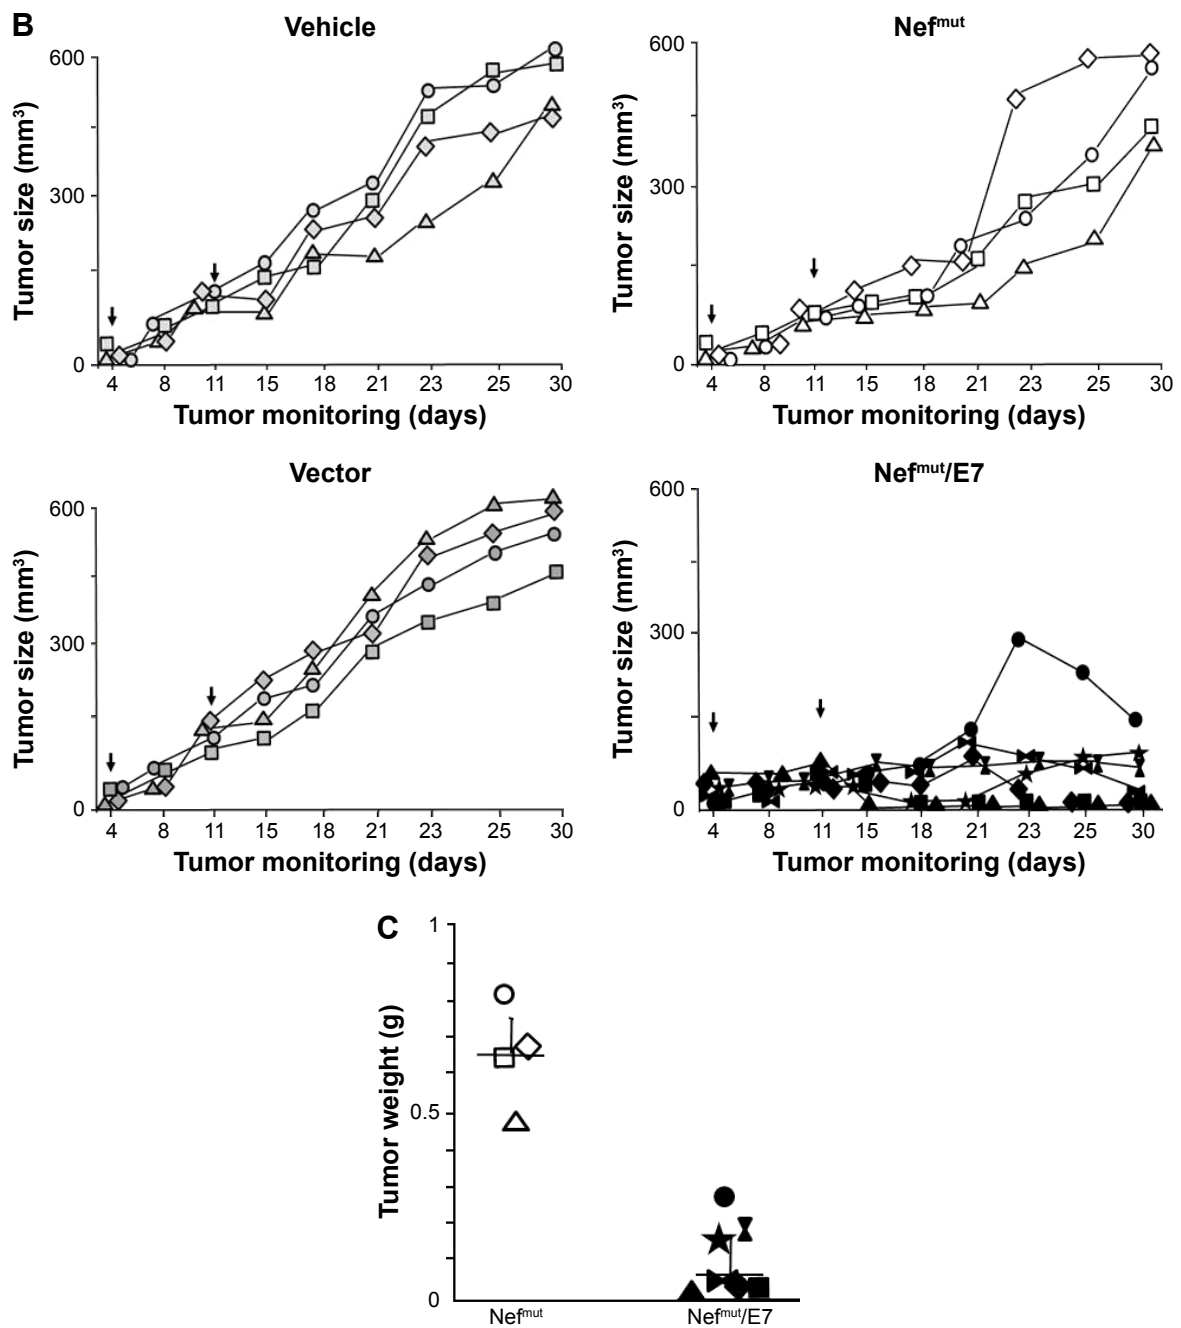 B
Vehicle
Nefᵐᵘᵗ
600
300
0
Tumor size (mm³)
4 8 11 15 18 21 23 25 30
Tumor monitoring (days)
600
300
0
Tumor size (mm³)
4 8 11 15 18 21 23 25 30
Tumor monitoring (days)
Vector
Nefᵐᵘᵗ/E7
600
300
0
Tumor size (mm³)
4 8 11 15 18 21 23 25 30
Tumor monitoring (days)
600
300
0
Tumor size (mm³)
4 8 11 15 18 21 23 25 30
Tumor monitoring (days)
C
1
0.5
0
Tumor weight (g)
Nefᵐᵘᵗ
Nefᵐᵘᵗ/E7